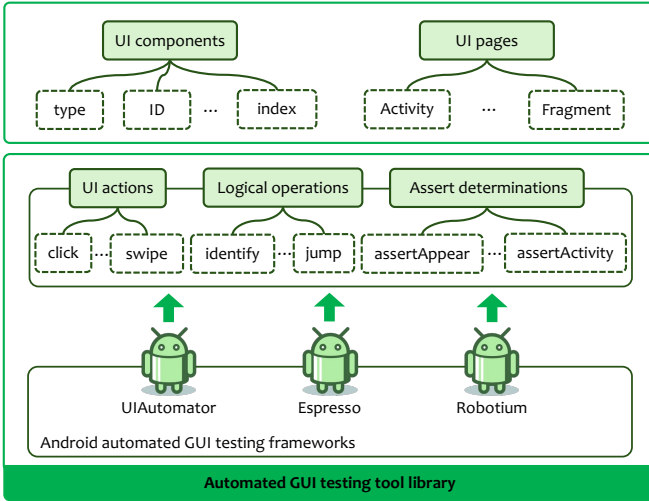 UI components
UI pages
type
ID
...
index
Activity
...
Fragment
UI actions
Logical operations
Assert determinations
click
...
swipe
identify
...
jump
assertAppear
...
assertActivity
UIAutomator
Espresso
Robotium
Android automated GUI testing frameworks
Automated GUI testing tool library